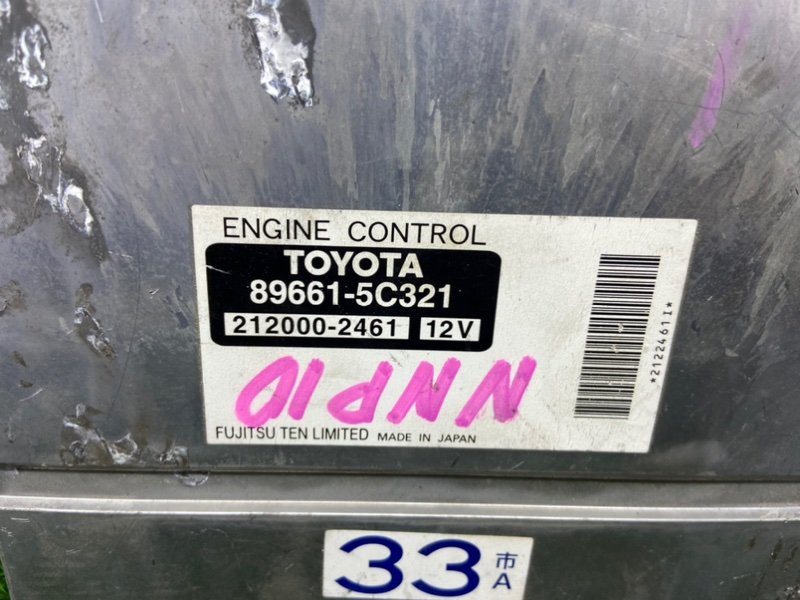 ENGINE CONTROL
TOYOTA
89661-5C321
212000-2461 12V
*2122461I*
NNP10
FUJITSU TEN LIMITED MADE IN JAPAN
33 市A